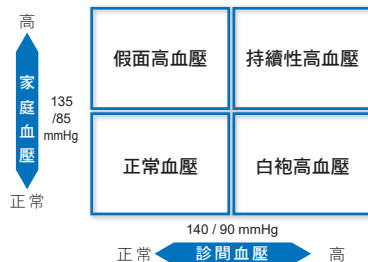 高
家庭血壓
135
/85
mmHg
正常
假面高血壓
持續性高血壓
正常血壓
白袍高血壓
140 / 90 mmHg
正常
診間血壓
高